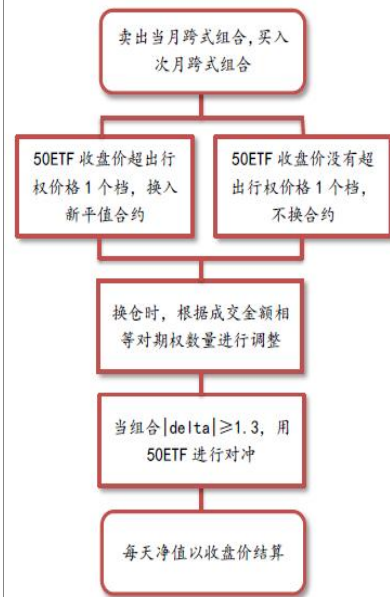 卖出当月跨式组合,买入
次月跨式组合
50ETF 收盘价超出行
权价格 1 个档，换入
新平值合约
50ETF 收盘价没有超
出行权价格 1 个档，
不换合约
换仓时，根据成交金额相
等对期权数量进行调整
当组合|delta|≥1.3，用
50ETF 进行对冲
每天净值以收盘价结算